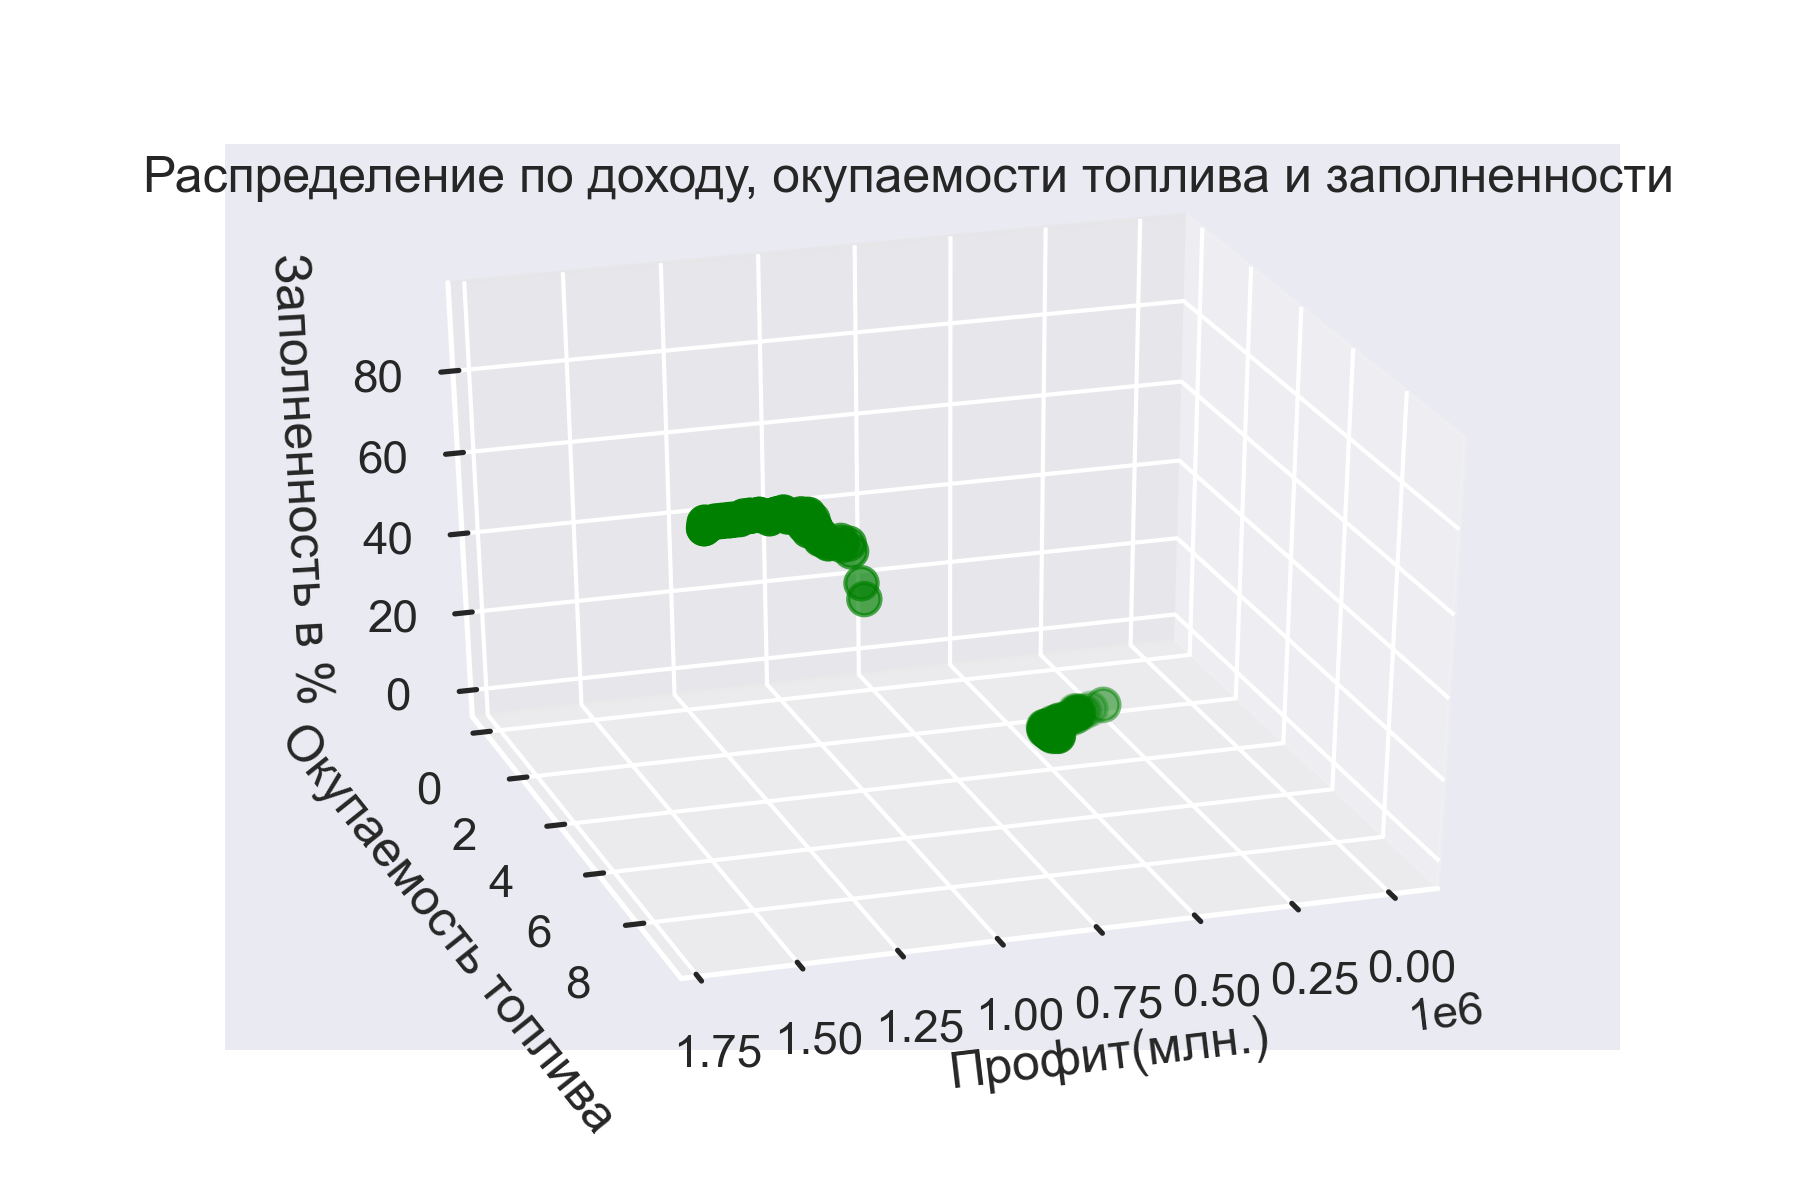 Распределение по доходу, окупаемости топлива и заполненности
Заполненность в %
80
60
40
20
0
Окупаемость топлива
0
2
4
6
8
1.75 1.50 1.25 1.00 0.75 0.50 0.25 0.00
1e6
Профит(млн.)